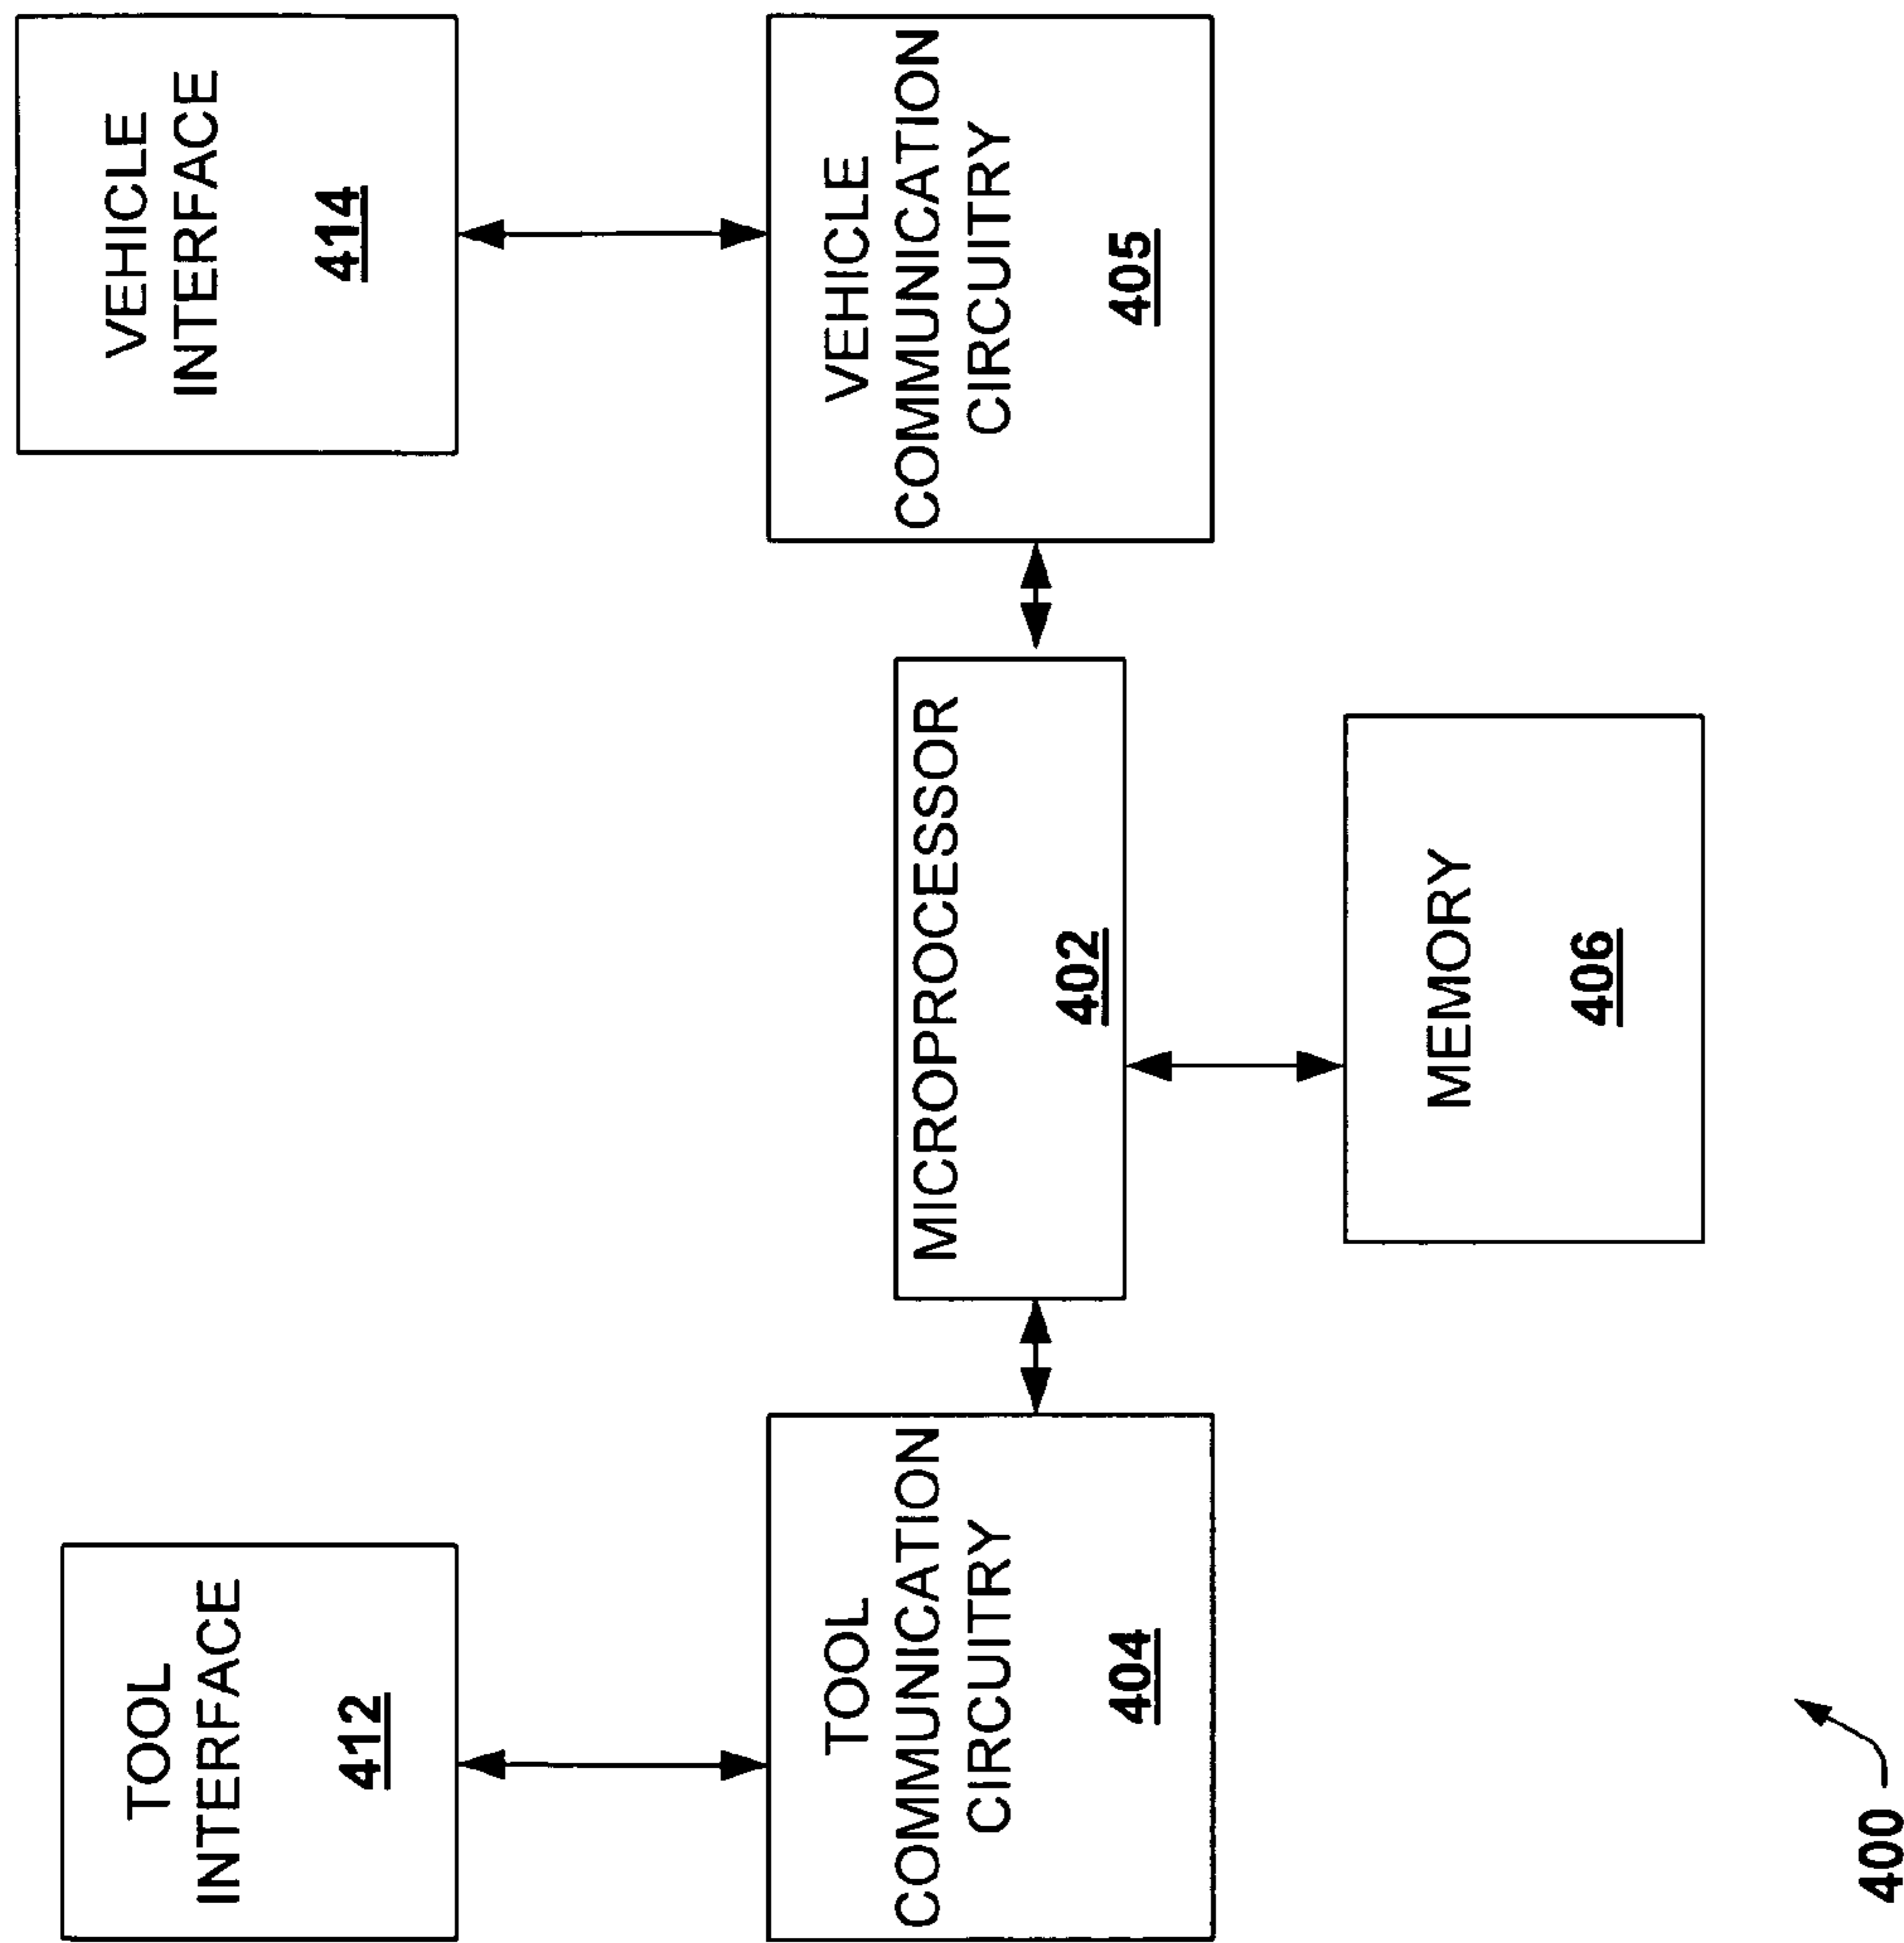 TOOL
INTERFACE
412
VEHICLE
INTERFACE
414
TOOL
COMMUNICATION
CIRCUITRY
404
MICROPROCESSOR
402
VEHICLE
COMMUNICATION
CIRCUITRY
405
MEMORY
406
400